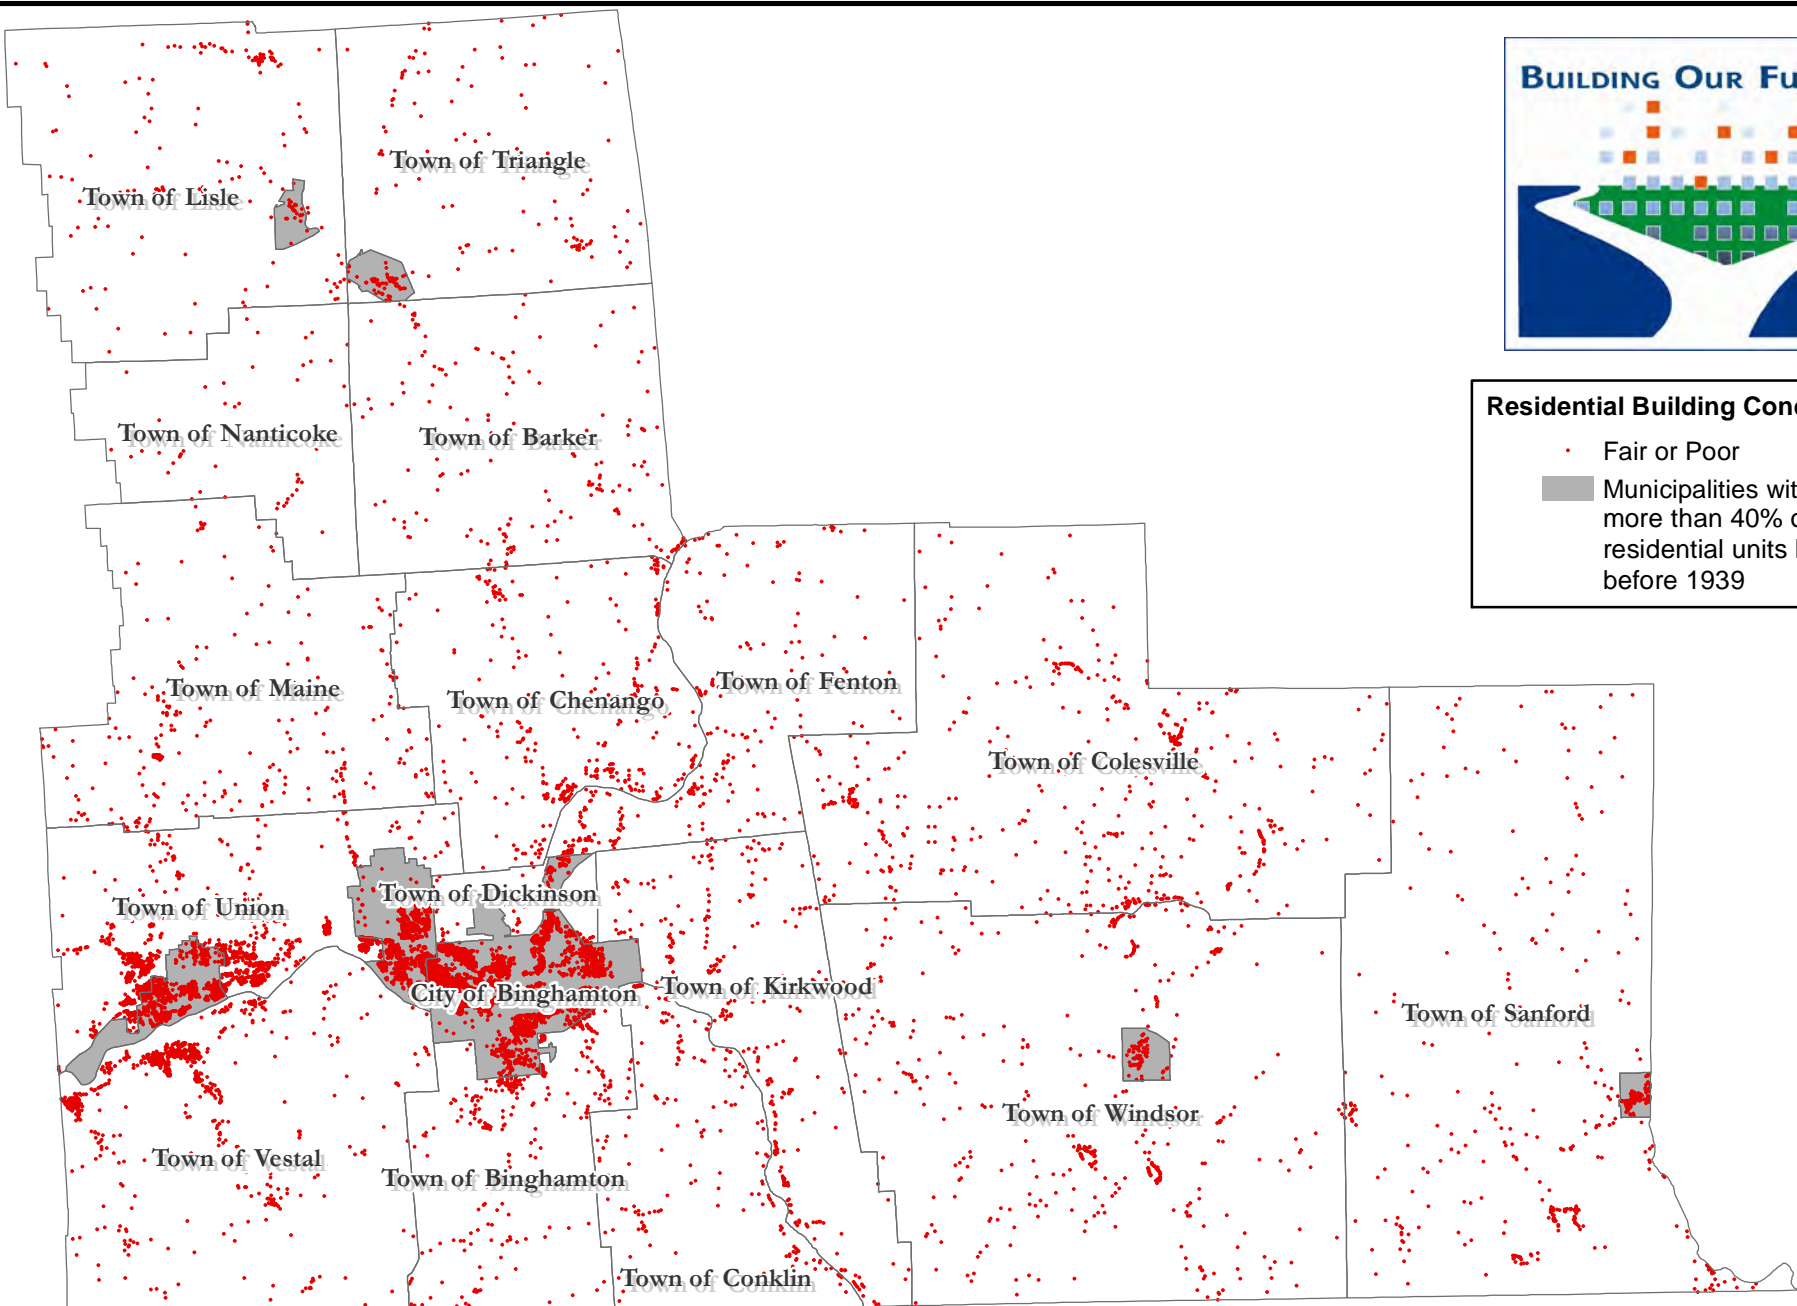 BUILDING OUR FU
Town of Triangle
Town of Lisle
Residential Building Con
Fair or Poor
Municipalities wit
more than 40% o
residential units
before 1939
Town of Nanticoke
Town of Barker
Town of Maine
Town of Chenango
Town of Fenton
Town of Colesville
Town of Union
Town of Dickinson
City of Binghamton
Town of Kirkwood
Town of Sanford
Town of Windsor
Town of Vestal
Town of Binghamton
Town of Conklin